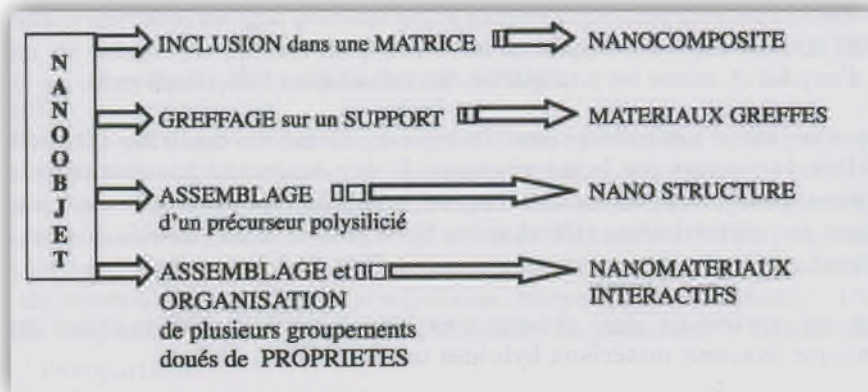 NANOOBJET
INCLUSION dans une MATRICE NANOCOMPOSITE
GREFFAGE sur un SUPPORT MATERIAUX GREFFES
ASSEMBLAGE NANO STRUCTURE
d'un précurseur polysilicié
ASSEMBLAGE et NANOMATERIAUX
ORGANISATION INTERACTIFS
de plusieurs groupements
doués de PROPRIETES